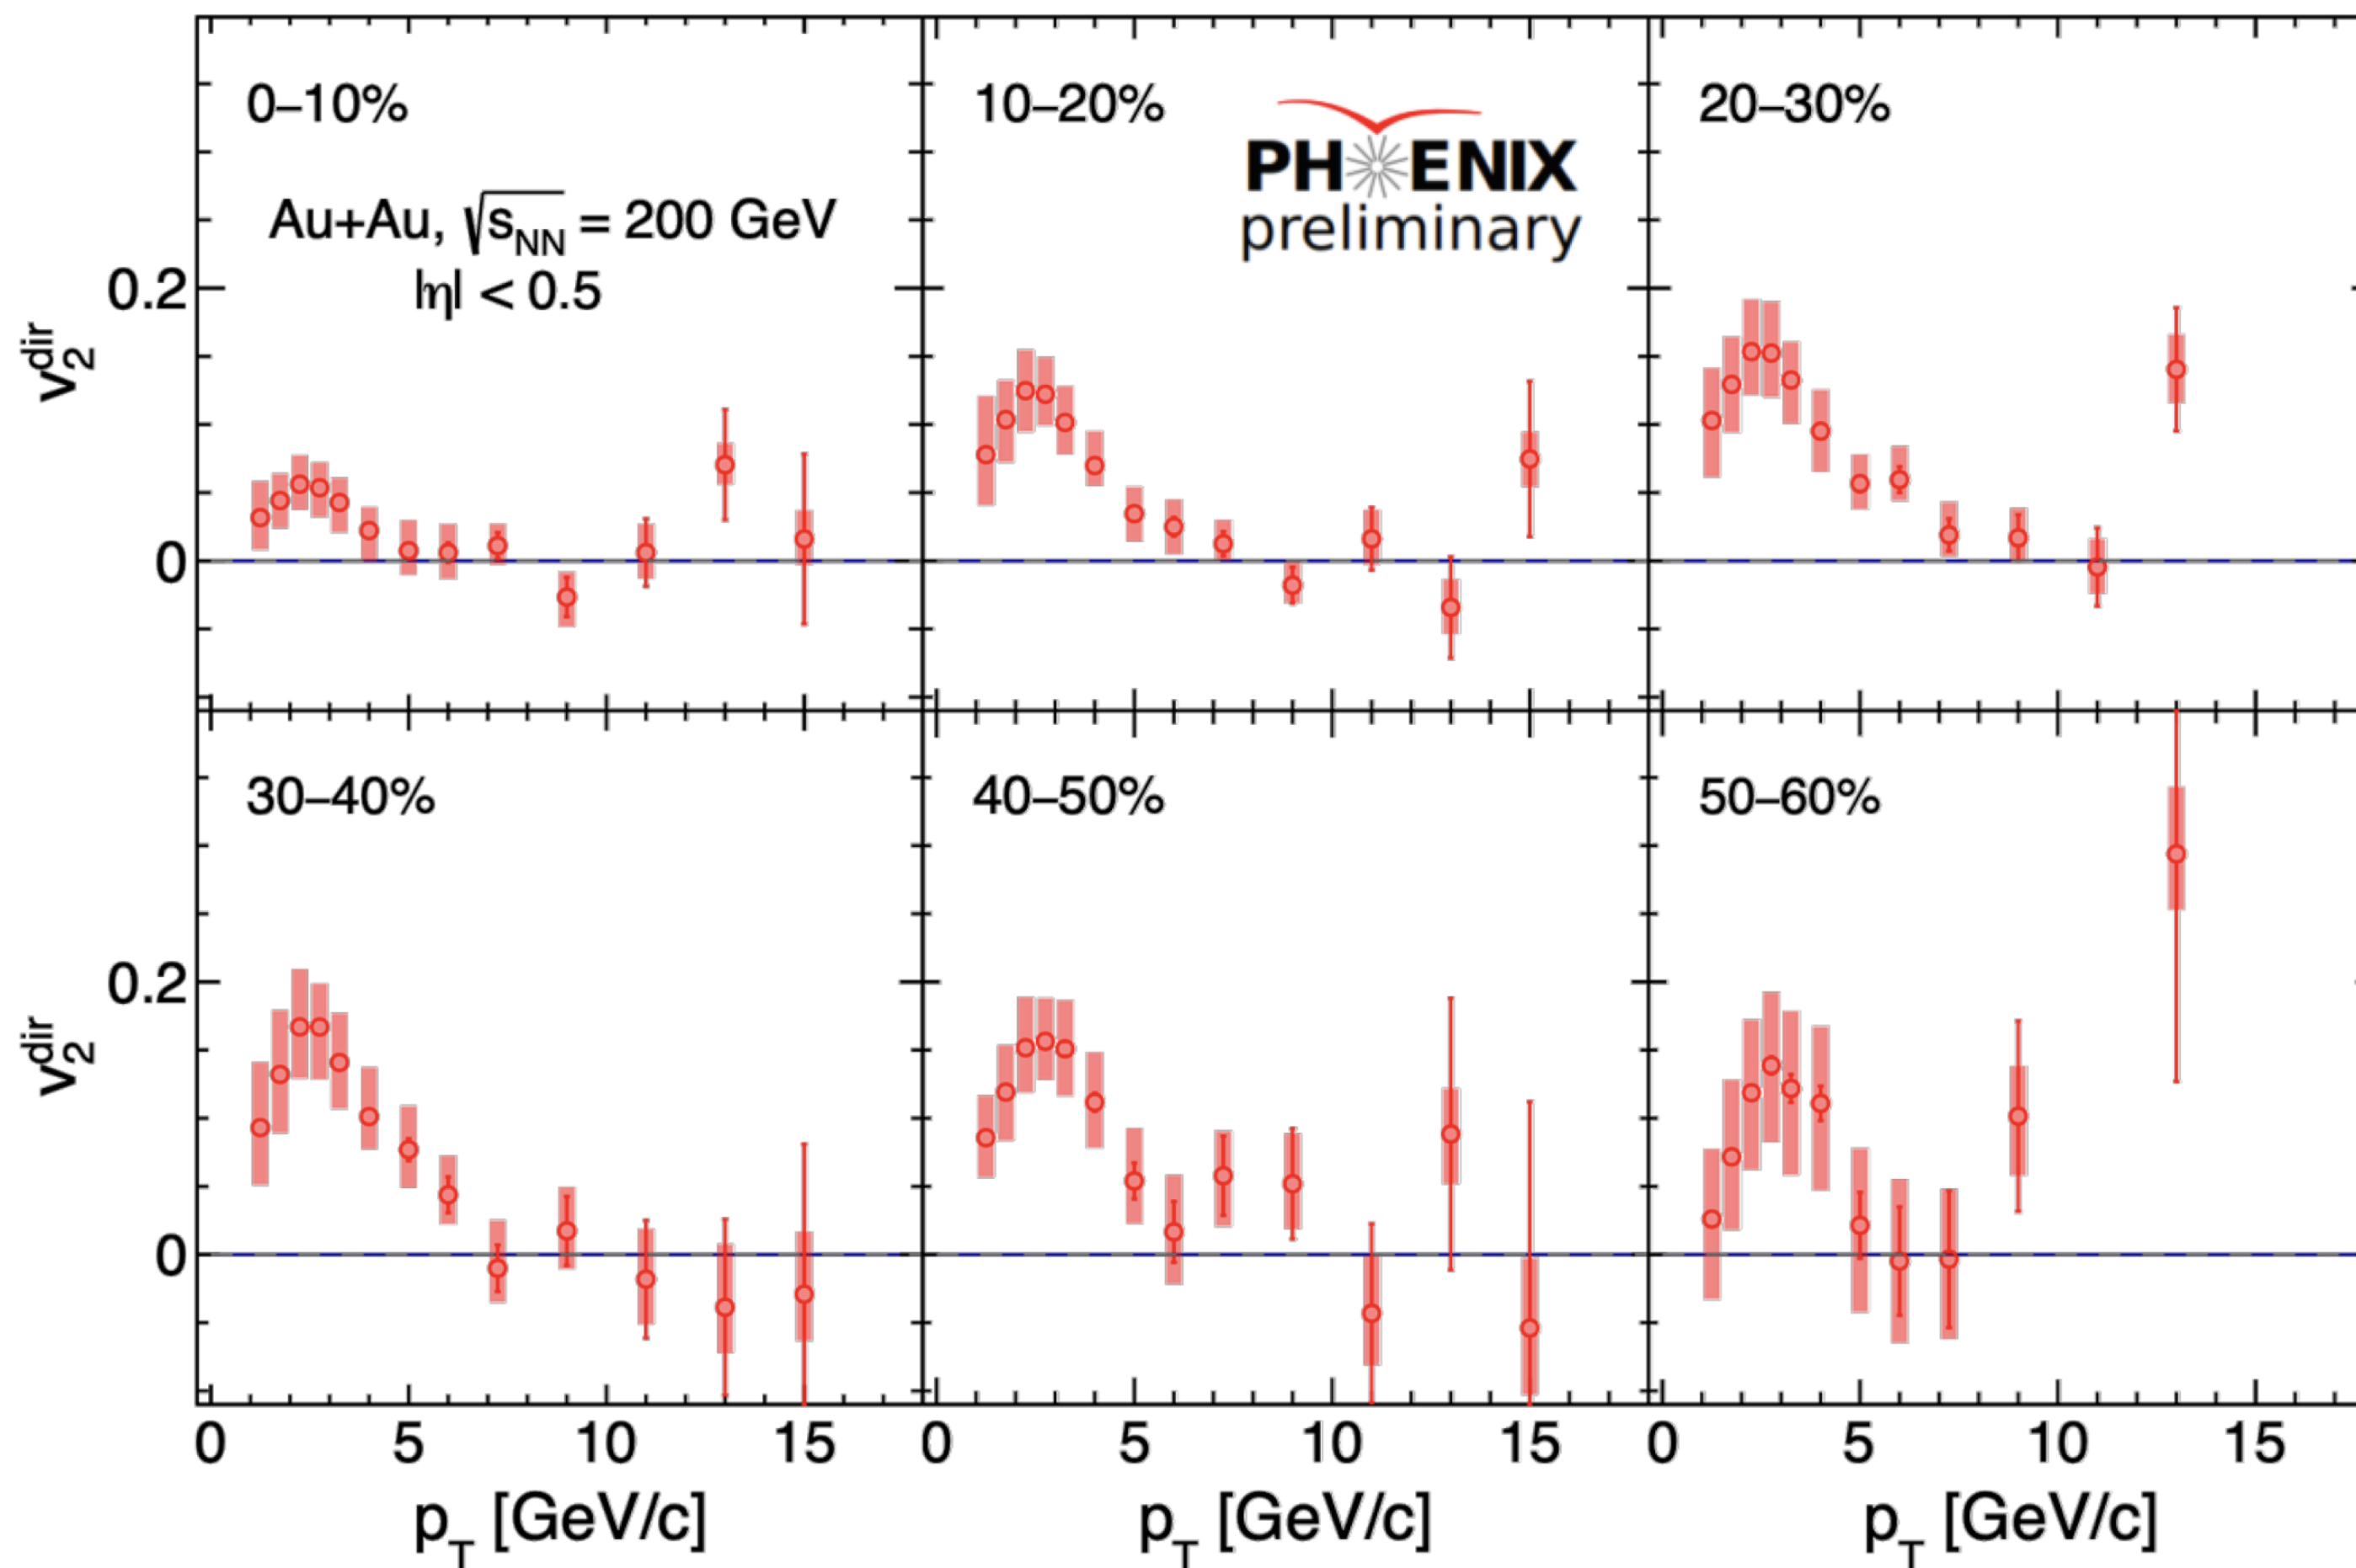 0–10%
10–20%
20–30%
PHENIX
preliminary
Au+Au, √sNN = 200 GeV
|η| < 0.5
0.2
v2dir
0
30–40%
40–50%
50–60%
0.2
v2dir
0
0 5 10 15 0 5 10 15 0 5 10 15
pT [GeV/c] pT [GeV/c] pT [GeV/c]